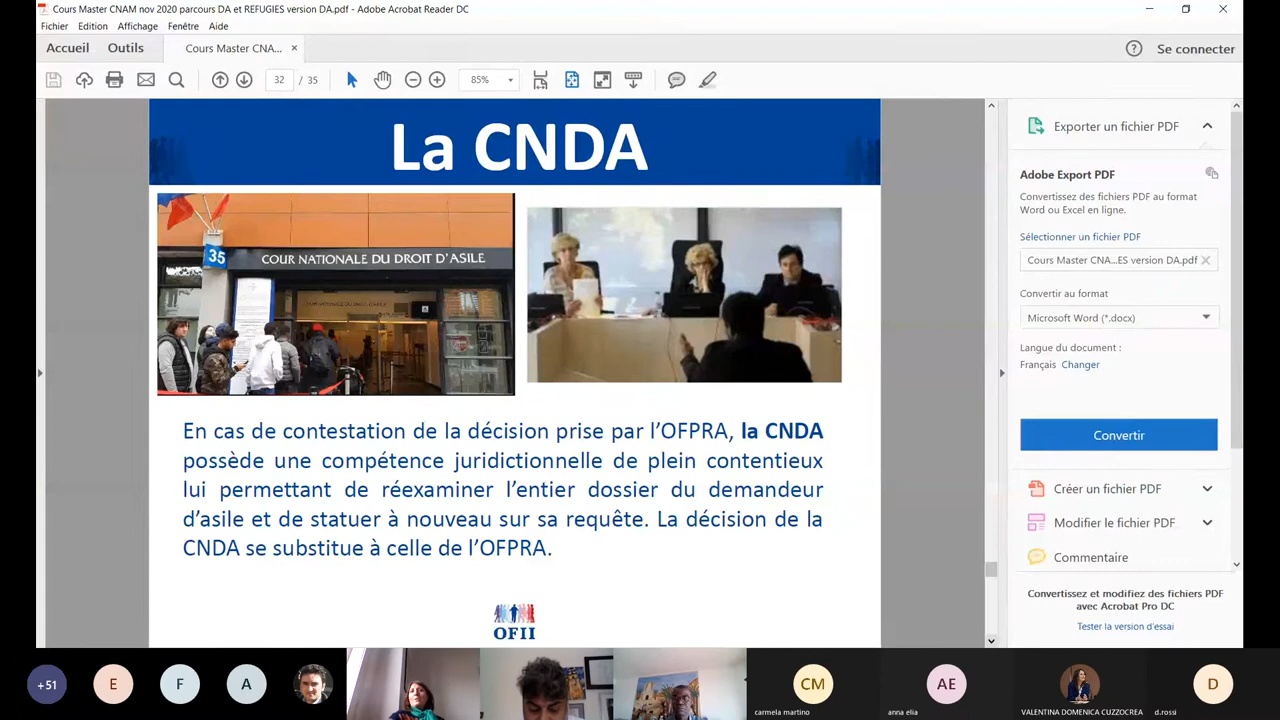 Cours Master CNAM nov 2020 parcours DA et REFUGIES version DA.pdf - Adobe Acrobat Reader DC
Fichier Edition Affichage Fenêtre Aide
Accueil Outils Cours Master CNA... × Se connecter
32 / 35 85%
La CNDA
35
COUR NATIONALE DU DROIT D'ASILE
En cas de contestation de la décision prise par l'OFPRA, la CNDA
possède une compétence juridictionnelle de plein contentieux
lui permettant de réexaminer l'entier dossier du demandeur
d'asile et de statuer à nouveau sur sa requête. La décision de la
CNDA se substitue à celle de l'OFPRA.
OFII
Exporter un fichier PDF
Adobe Export PDF
Convertissez des fichiers PDF au format
Word ou Excel en ligne.
Sélectionner un fichier PDF
Cours Master CNA...ES version DA.pdf ×
Convertir au format
Microsoft Word (*.docx)
Langue du document :
Français Changer
Convertir
Créer un fichier PDF
Modifier le fichier PDF
Commentaire
Convertissez et modifiez des fichiers PDF
avec Acrobat Pro DC
Tester la version d'essai
+51 E F A CM AE D
carmela martino anna elia VALENTINA DOMENICA CUZZOCREA d.rossi